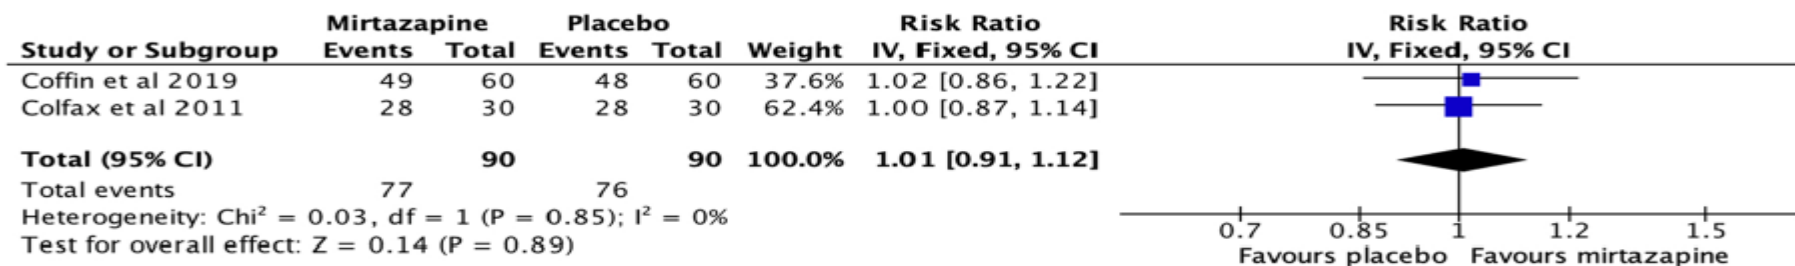 Mirtazapine Placebo Risk Ratio Risk Ratio
Study or Subgroup Events Total Events Total Weight IV, Fixed, 95% CI IV, Fixed, 95% CI
Coffin et al 2019 49 60 48 60 37.6% 1.02 [0.86, 1.22]
Colfax et al 2011 28 30 28 30 62.4% 1.00 [0.87, 1.14]
Total (95% CI) 90 90 100.0% 1.01 [0.91, 1.12]
Total events 77 76
Heterogeneity: Chi² = 0.03, df = 1 (P = 0.85); I² = 0%
Test for overall effect: Z = 0.14 (P = 0.89)
0.7 0.85 1 1.2 1.5
Favours placebo Favours mirtazapine